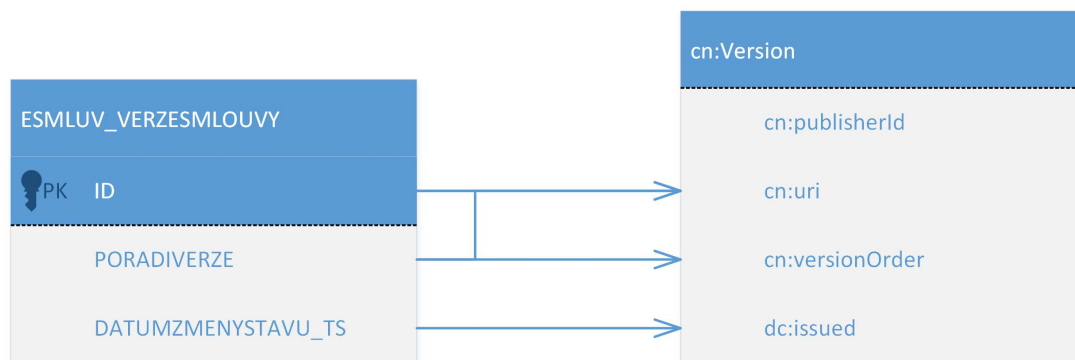 ESMLUV_VERZESMLOUVY
PK ID
PORADIVERZE
DATUMZMENYSTAVU_TS
cn:Version
cn:publisherId
cn:uri
cn:versionOrder
dc:issued